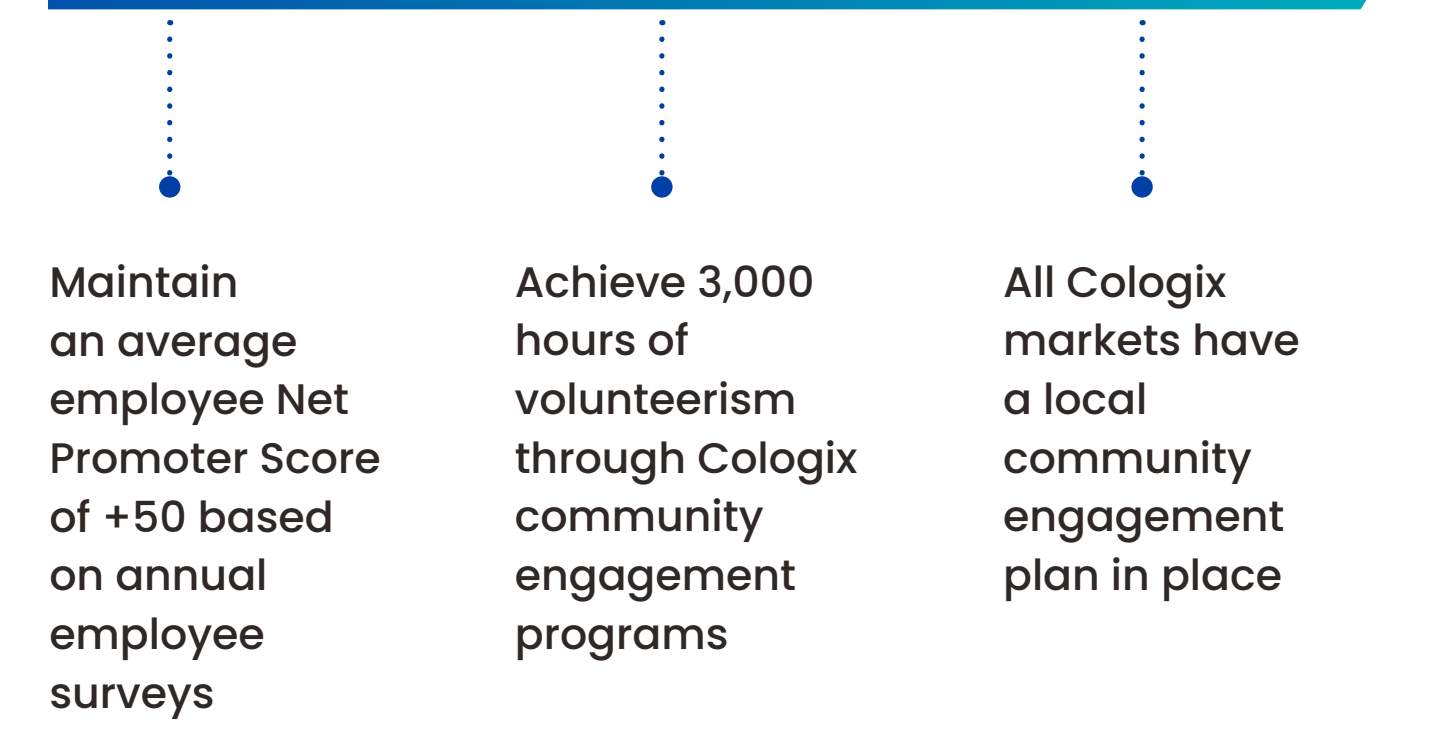 Maintain
an average
employee Net
Promoter Score
of +50 based
on annual
employee
surveys
Achieve 3,000
hours of
volunteerism
through Cologix
community
engagement
programs
All Cologix
markets have
a local
community
engagement
plan in place